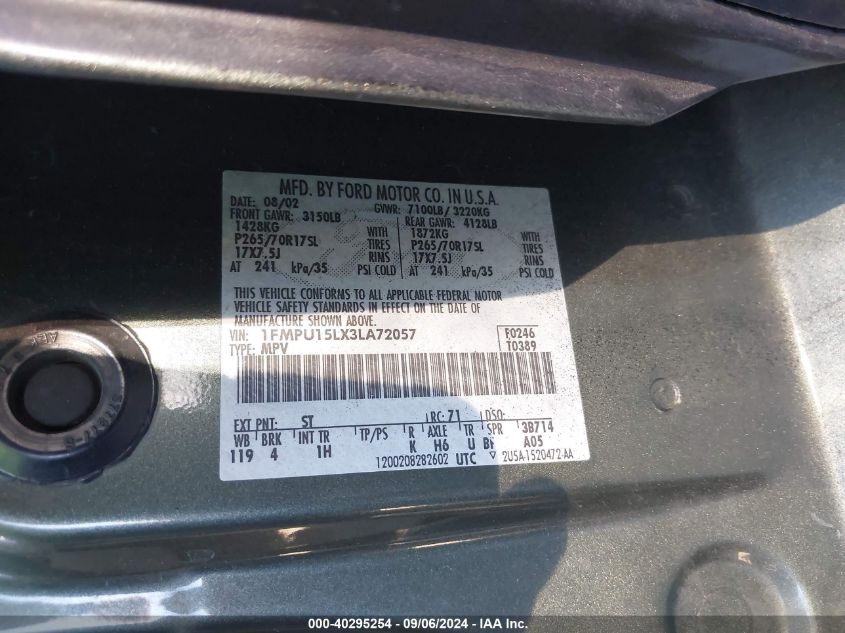 MFD. BY FORD MOTOR CO. IN U.S.A.
DATE: 08/02 GVWR: 7100LB/ 3220KG
FRONT GAWR: 3150LB REAR GAWR: 4128LB
1428KG WITH 1872KG WITH
P265/70R17SL TIRES P265/70R17SL TIRES
17X7.5J RIMS 17X7.5J RIMS
AT 241 kPa/35 PSI COLD AT 241 kPa/35 PSI COLD
THIS VEHICLE CONFORMS TO ALL APPLICABLE FEDERAL MOTOR
VEHICLE SAFETY STANDARDS IN EFFECT ON THE DATE OF
MANUFACTURE SHOWN ABOVE.
VIN: 1FMPU15LX3LA72057 F0246
TYPE: MPV T0389
EXT PNT: ST RC: 71 DSO:
WB BRK INT TR TP/PS R AXLE TR SPR 3B714
119 4 1H K H6 U BF A05
1200208282602 UTC 2U5A-1520472-AA
000-40295254 - 09/06/2024 - IAAI Branch